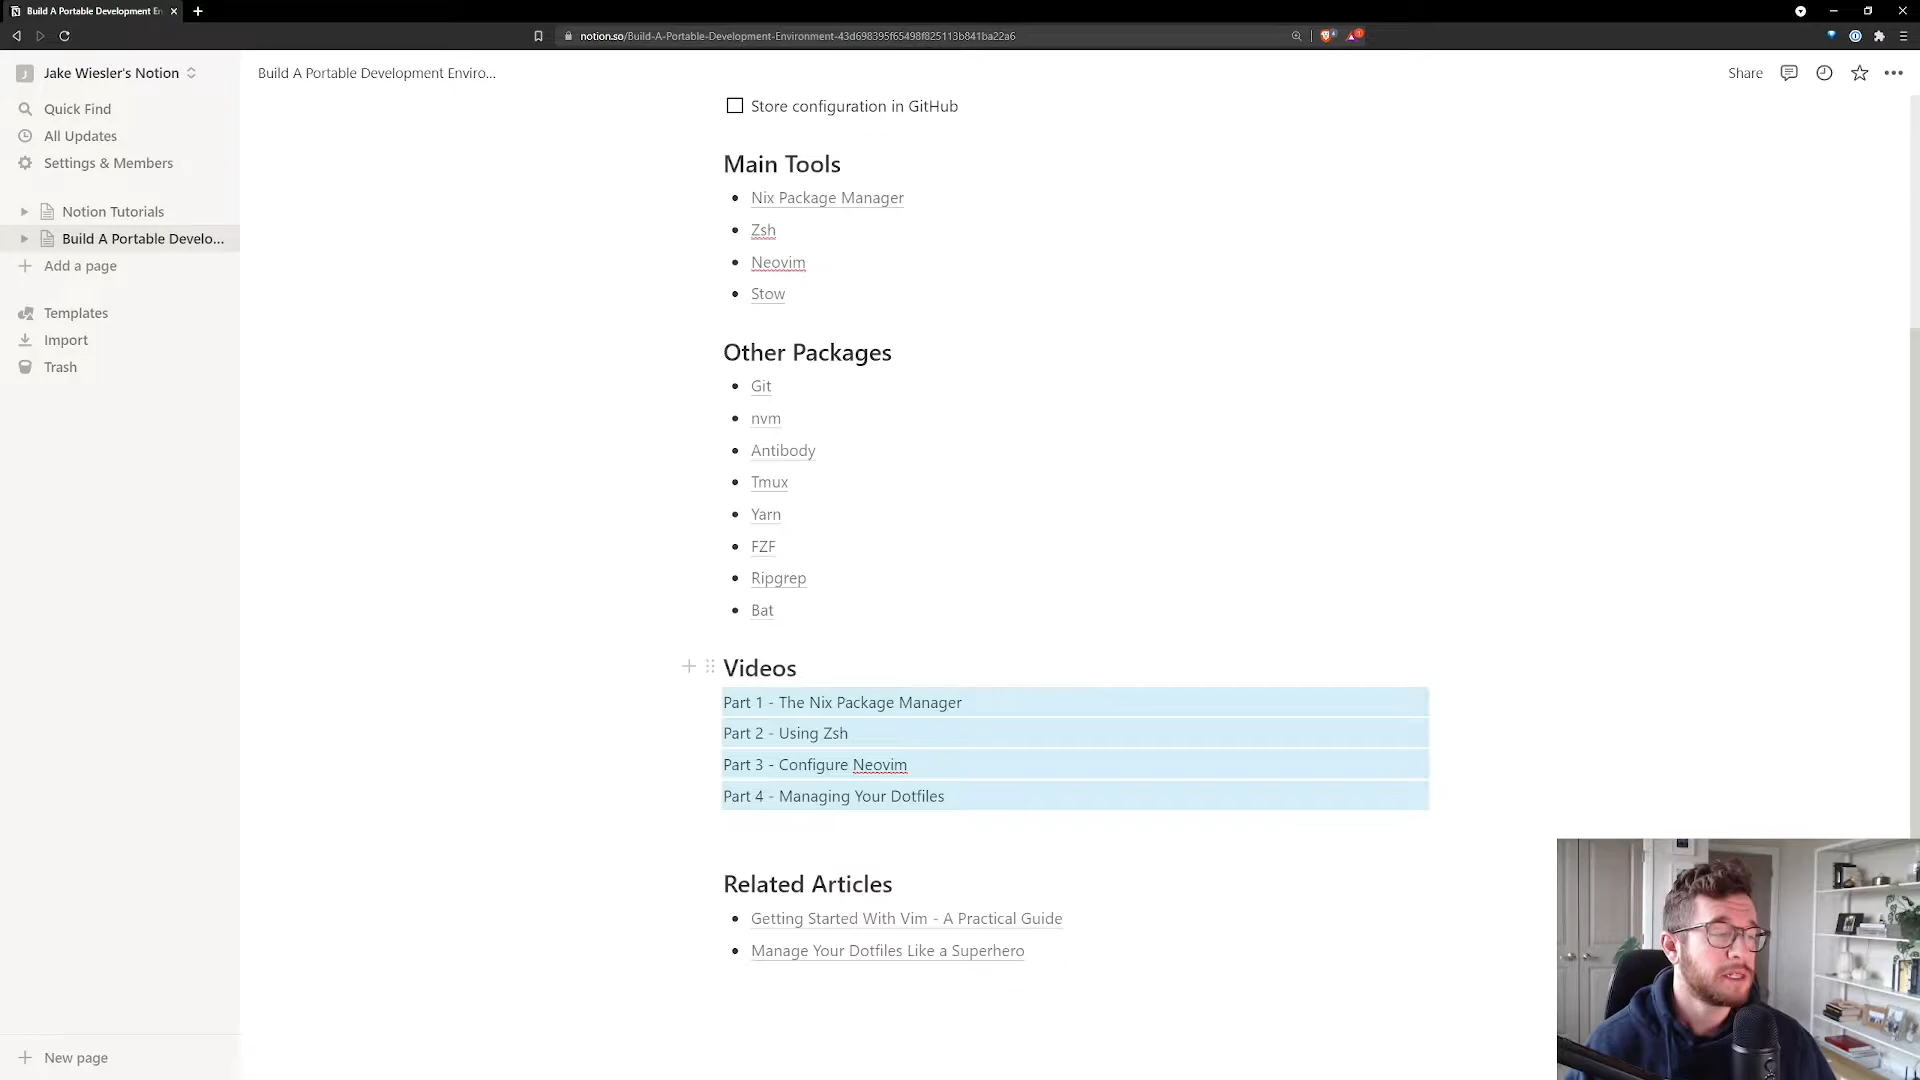 Build A Portable Development En
notion.so/Build-A-Portable-Development-Environment-43d698395f65498f825113b841ba22a6
J
Jake Wiesler's Notion
Build A Portable Development Enviro...
Share
Quick Find
All Updates
Settings & Members
Notion Tutorials
Build A Portable Develo...
Add a page
Templates
Import
Trash
New page
Store configuration in GitHub
Main Tools
Nix Package Manager
Zsh
Neovim
Stow
Other Packages
Git
nvm
Antibody
Tmux
Yarn
FZF
Ripgrep
Bat
Videos
Part 1 - The Nix Package Manager
Part 2 - Using Zsh
Part 3 - Configure Neovim
Part 4 - Managing Your Dotfiles
Related Articles
Getting Started With Vim - A Practical Guide
Manage Your Dotfiles Like a Superhero